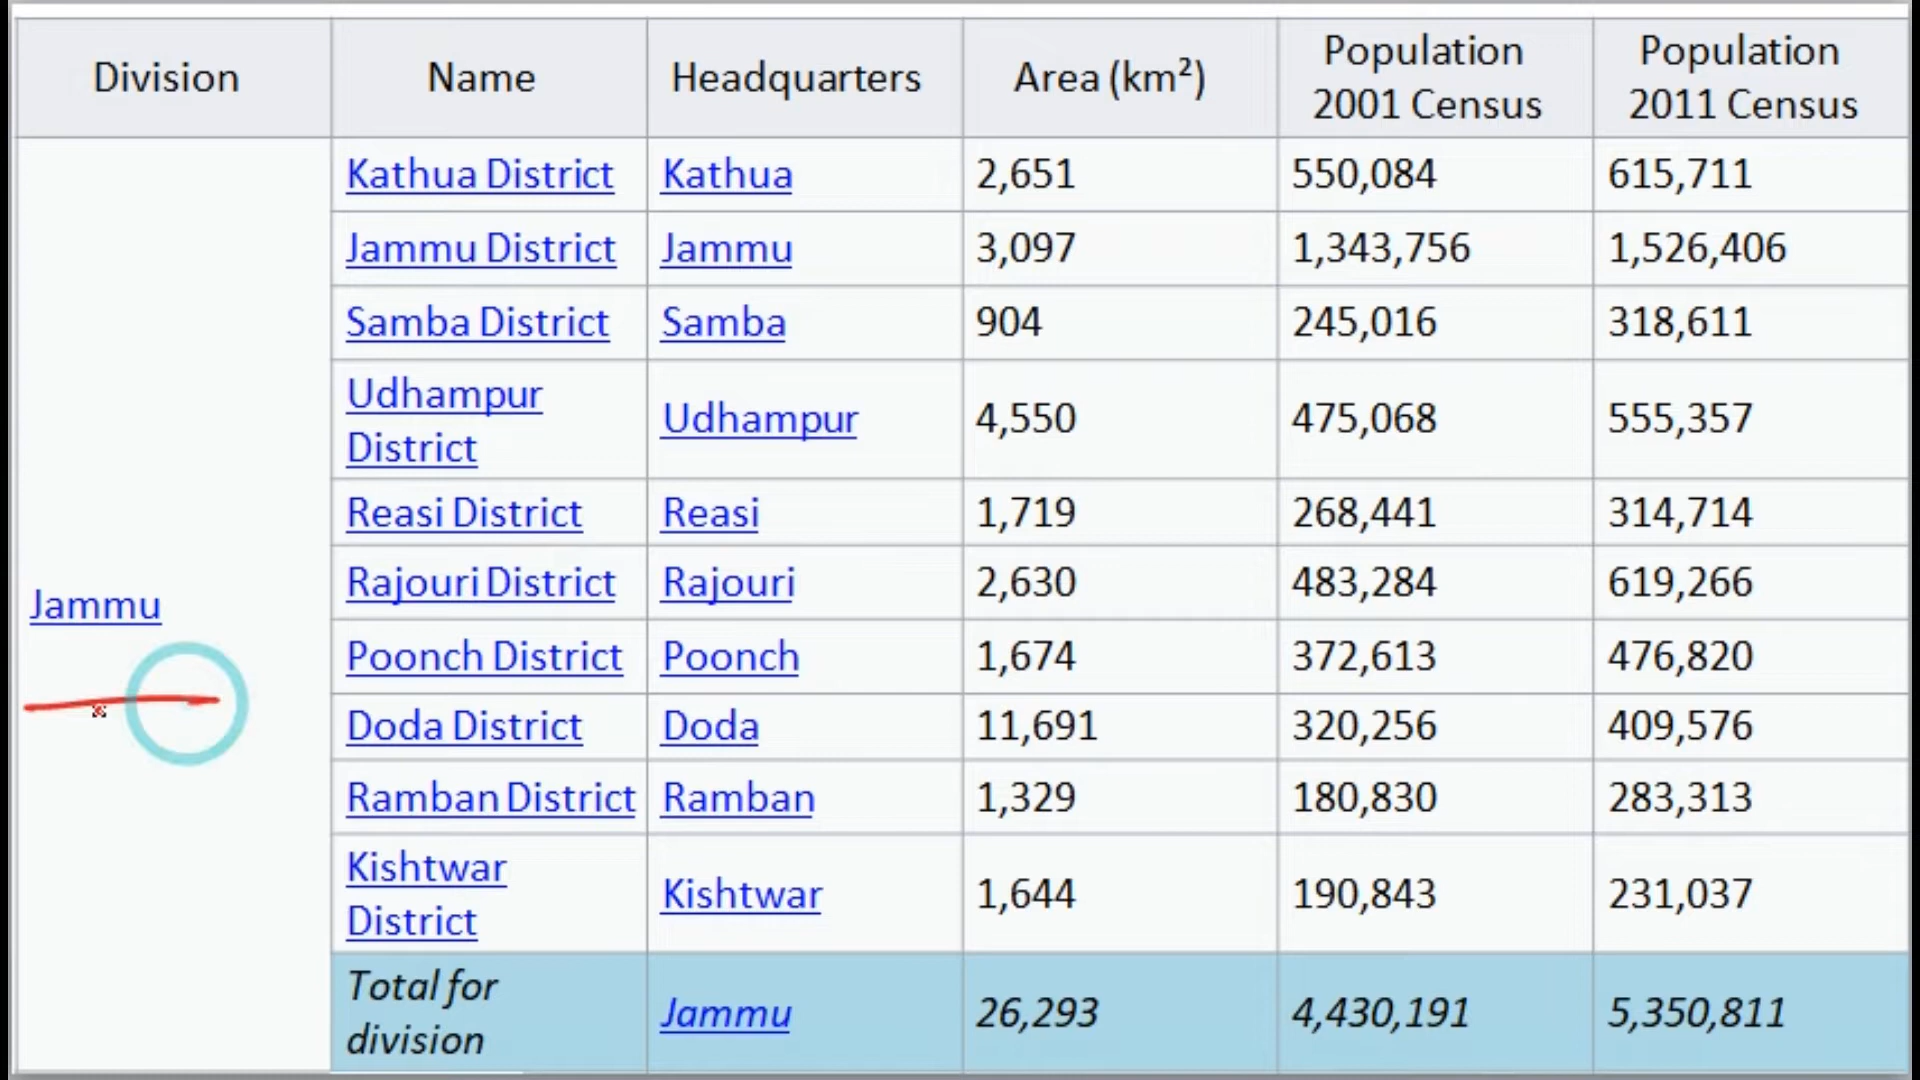 Division Name Headquarters Area (km²) Population 2001 Census Population 2011 Census
Jammu
Kathua District Kathua 2,651 550,084 615,711
Jammu District Jammu 3,097 1,343,756 1,526,406
Samba District Samba 904 245,016 318,611
Udhampur District Udhampur 4,550 475,068 555,357
Reasi District Reasi 1,719 268,441 314,714
Rajouri District Rajouri 2,630 483,284 619,266
Poonch District Poonch 1,674 372,613 476,820
Doda District Doda 11,691 320,256 409,576
Ramban District Ramban 1,329 180,830 283,313
Kishtwar District Kishtwar 1,644 190,843 231,037
Total for division Jammu 26,293 4,430,191 5,350,811